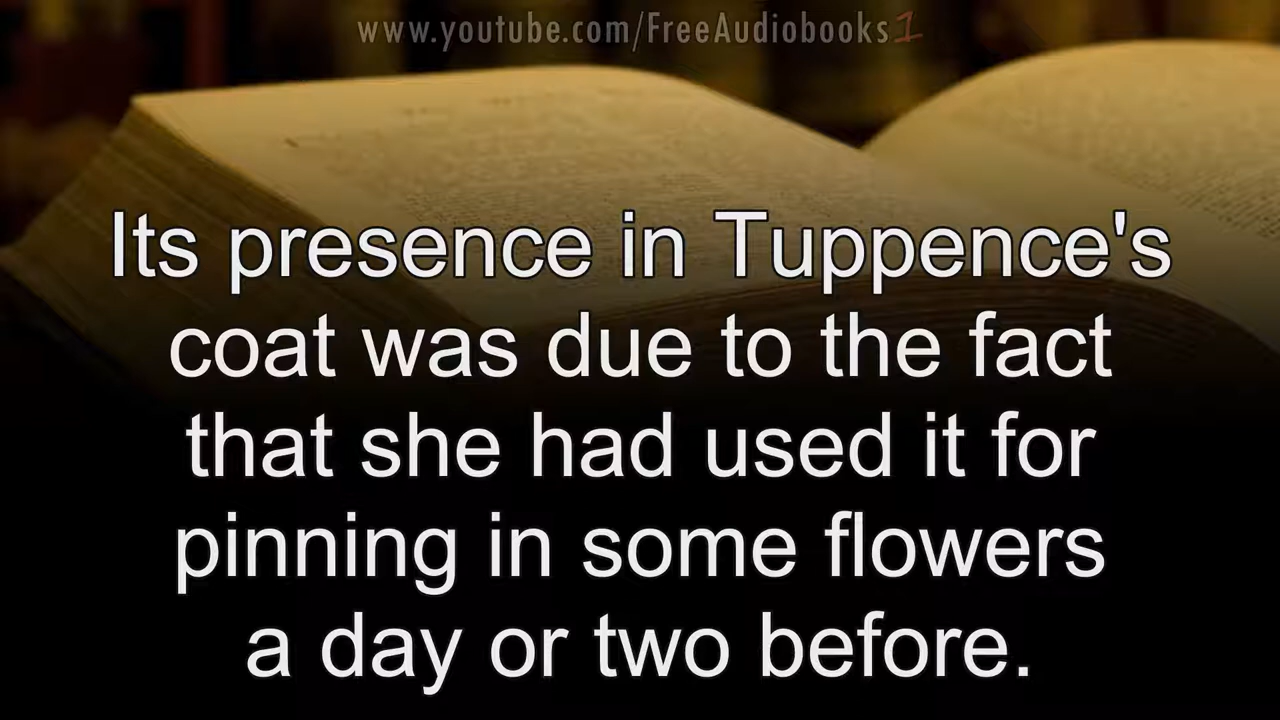 www.youtube.com/FreeAudiobooks1
Its presence in Tuppence's
coat was due to the fact
that she had used it for
pinning in some flowers
a day or two before.